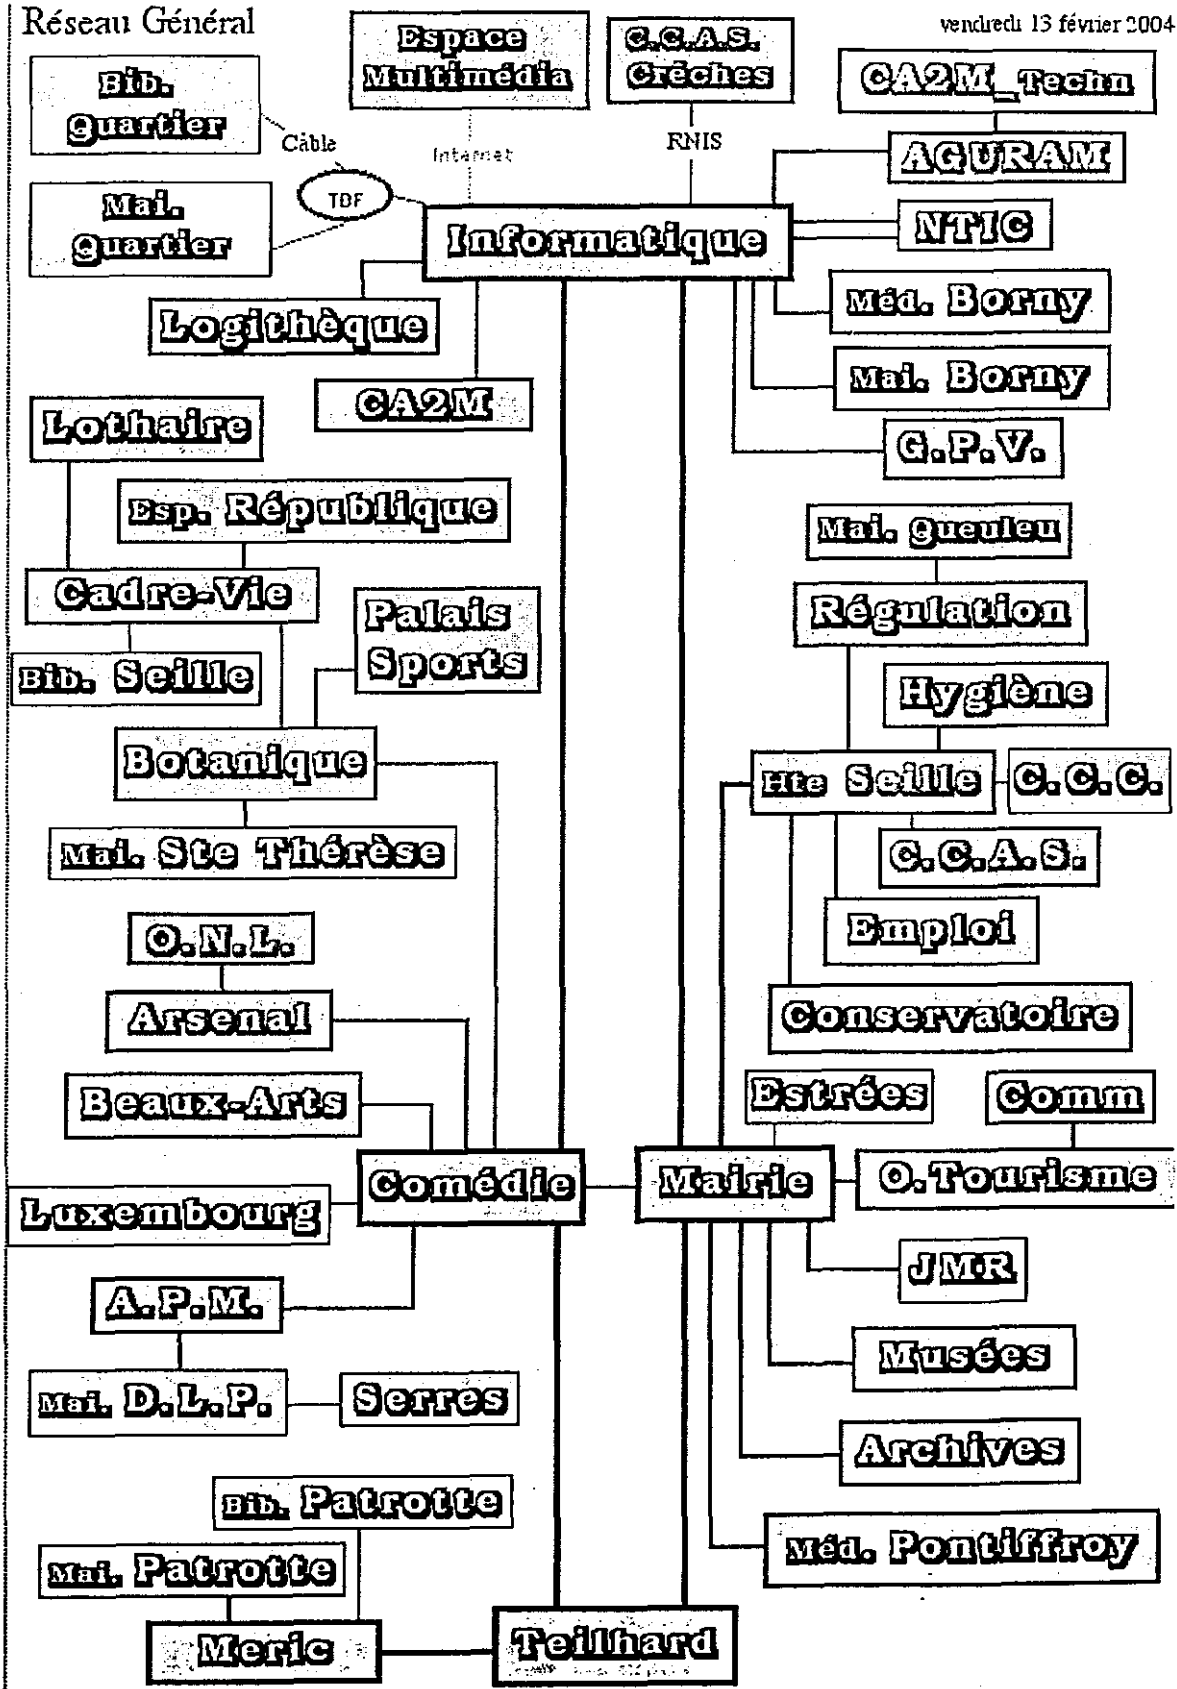 Réseau Général
vendredi 13 février 2004
Espace
Multimédia
C.C.A.S.
Crèches
CA2M_Techn
Bib.
Quartier
Câble
Internet
RNIS
AGURAM
TDF
Mai.
Quartier
Informatique
NTIC
Logithèque
Méd. Borny
CA2M
Mai. Borny
Lothaire
G.P.V.
Esp. République
Mai. Queuleu
Cadre-Vie
Palais
Sports
Régulation
Bib. Seille
Hygiène
Botanique
Hte Seille
C.C.C.
Mai. Ste Thérèse
C.C.A.S.
O.N.L.
Emploi
Arsenal
Conservatoire
Beaux-Arts
Estrées
Comm
Comédie
Mairie
O.Tourisme
Luxembourg
JMR
A.P.M.
Musées
Mai. D.L.P.
Serres
Archives
Bib. Patrotte
Méd. Pontiffroy
Mai. Patrotte
Meric
Teilhard